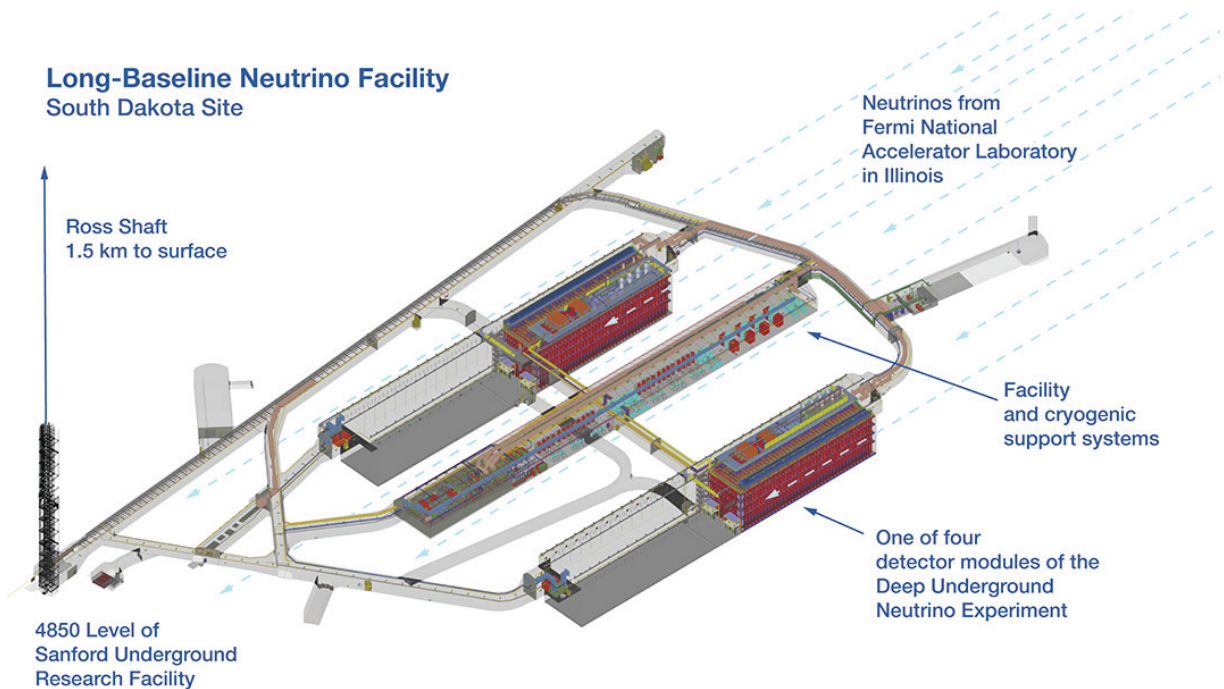 Long-Baseline Neutrino Facility
South Dakota Site
Neutrinos from
Fermi National
Accelerator Laboratory
in Illinois
Ross Shaft
1.5 km to surface
Facility
and cryogenic
support systems
One of four
detector modules of the
Deep Underground
Neutrino Experiment
4850 Level of
Sanford Underground
Research Facility